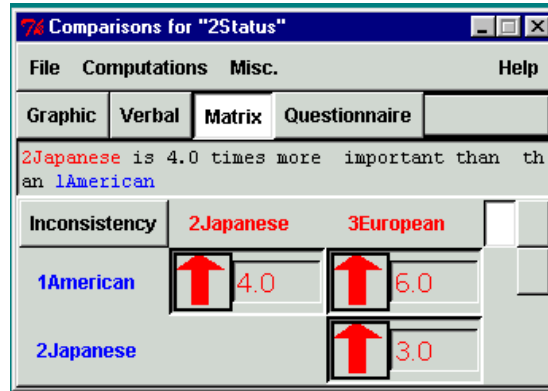 Comparisons for "2Status"
File Computations Misc. Help
Graphic Verbal Matrix Questionnaire
2Japanese is 4.0 times more important than th
an 1American
Inconsistency 2Japanese 3European
1American 4.0 6.0
2Japanese 3.0